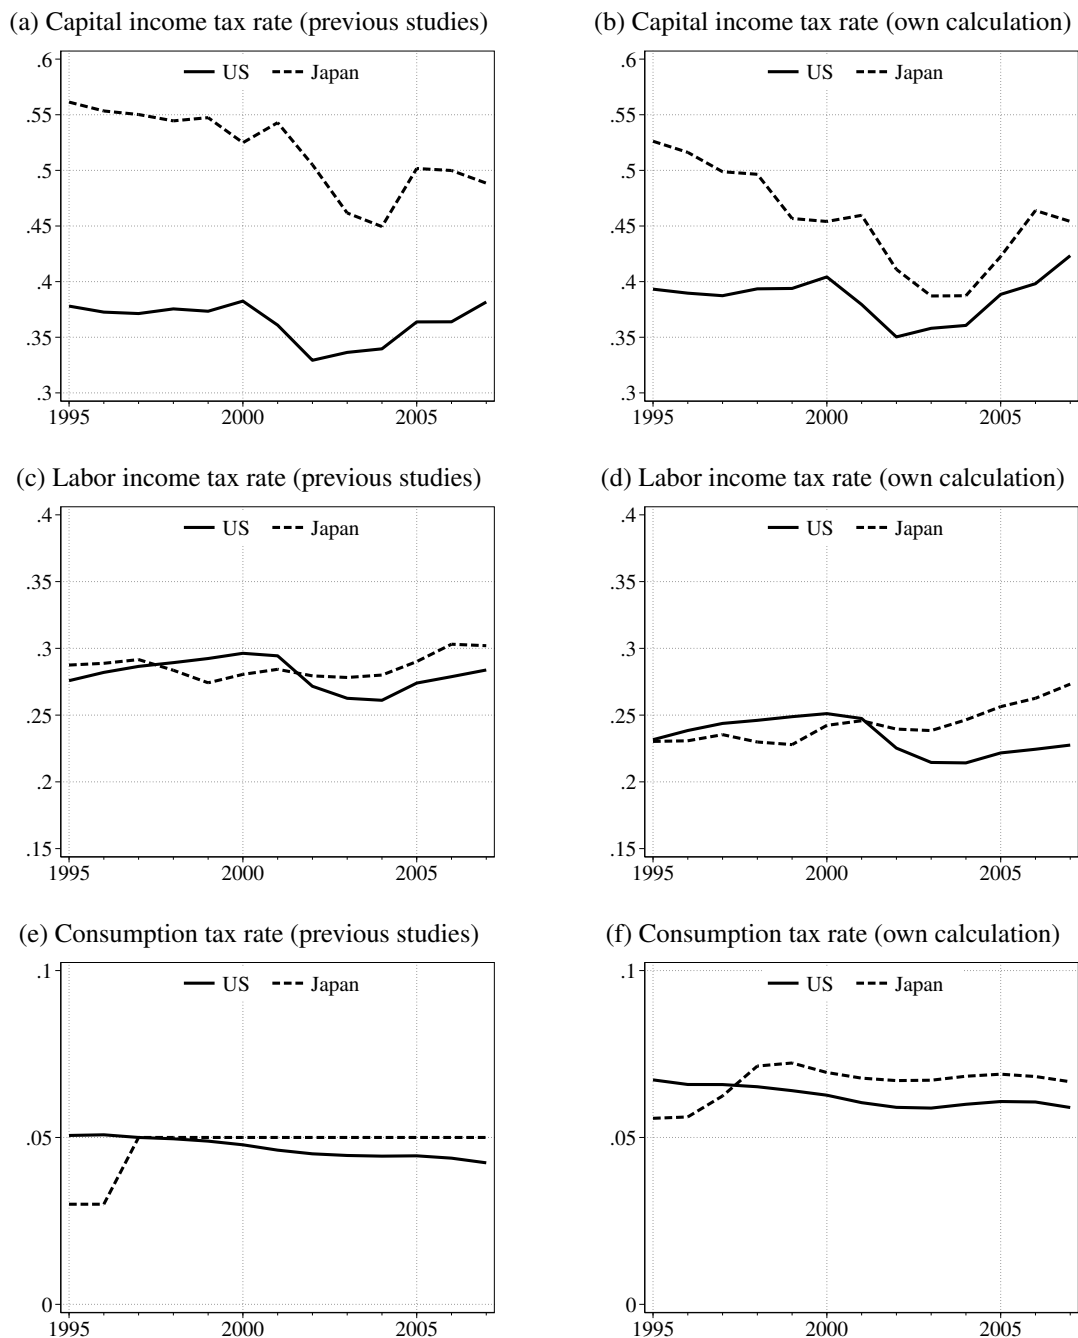 (a) Capital income tax rate (previous studies)
US Japan
.6
.55
.5
.45
.4
.35
.3
1995 2000 2005
(b) Capital income tax rate (own calculation)
US Japan
.6
.55
.5
.45
.4
.35
.3
1995 2000 2005
(c) Labor income tax rate (previous studies)
US Japan
.4
.35
.3
.25
.2
.15
1995 2000 2005
(d) Labor income tax rate (own calculation)
US Japan
.4
.35
.3
.25
.2
.15
1995 2000 2005
(e) Consumption tax rate (previous studies)
US Japan
.1
.05
0
1995 2000 2005
(f) Consumption tax rate (own calculation)
US Japan
.1
.05
0
1995 2000 2005